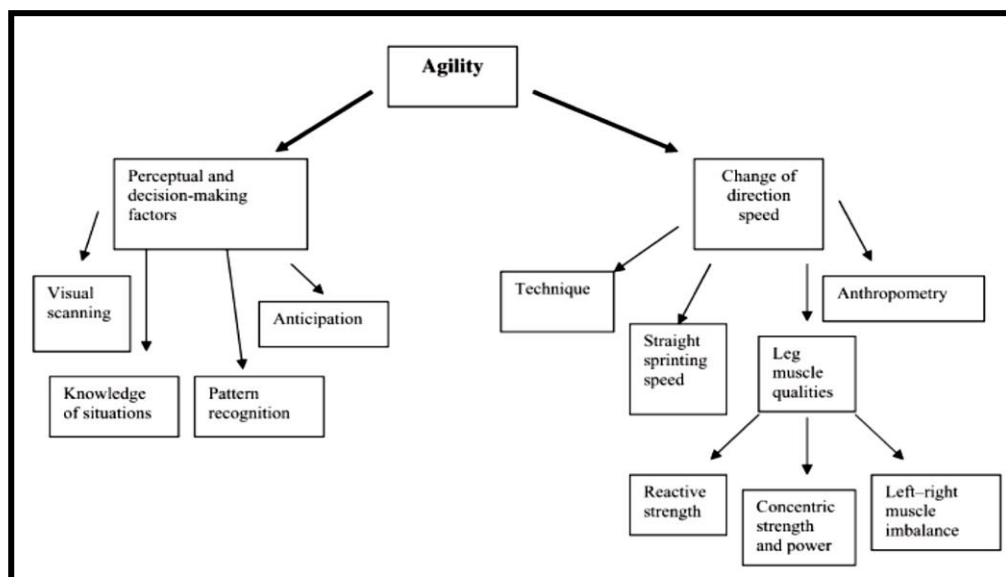 Agility
Perceptual and
decision-making
factors
Change of
direction
speed
Visual
scanning
Anticipation
Technique
Anthropometry
Straight
sprinting
speed
Leg
muscle
qualities
Knowledge
of situations
Pattern
recognition
Reactive
strength
Concentric
strength
and power
Left–right
muscle
imbalance